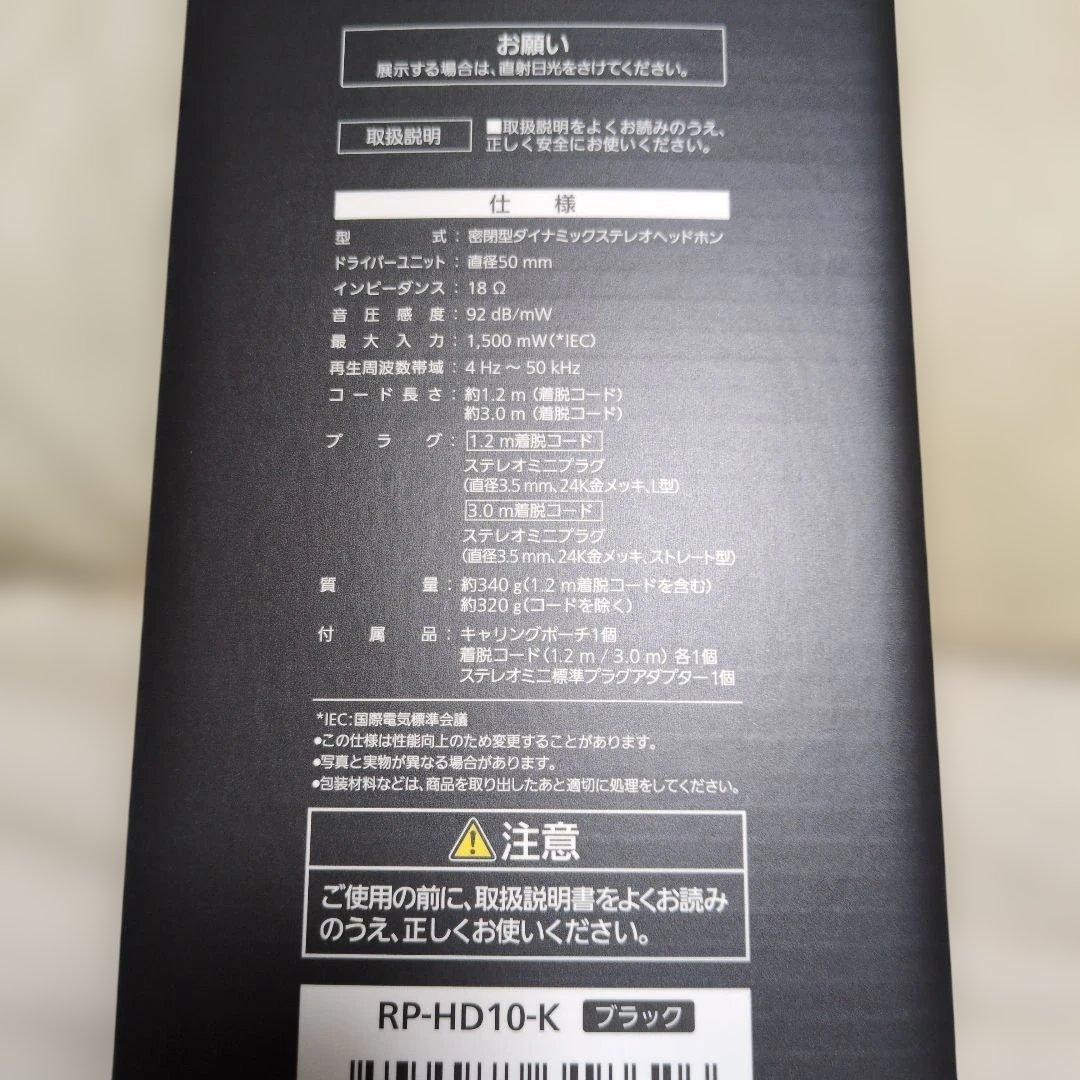 お願い
展示する場合は、直射日光をさけてください。
取扱説明
■取扱説明をよくお読みのうえ、
正しく安全にお使いください。
仕 様
型 式：密閉型ダイナミックステレオヘッドホン
ドライバーユニット：直径50 mm
インピーダンス：18 Ω
音 圧 感 度：92 dB/mW
最 大 入 力：1,500 mW(*IEC)
再生周波数帯域：4 Hz ～ 50 kHz
コ ー ド 長 さ：約1.2 m（着脱コード）
約3.0 m（着脱コード）
プ ラ グ：1.2 m着脱コード
ステレオミニプラグ
（直径3.5 mm、24K金メッキ、L型）
3.0 m着脱コード
ステレオミニプラグ
（直径3.5 mm、24K金メッキ、ストレート型）
質 量：約340 g（1.2 m着脱コードを含む）
約320 g（コードを除く）
付 属 品：キャリングポーチ1個
着脱コード（1.2 m / 3.0 m）各1個
ステレオミニ標準プラグアダプター1個
*IEC：国際電気標準会議
●この仕様は性能向上のため変更することがあります。
●写真と実物が異なる場合があります。
●包装材料などは、商品を取り出したあと適切に処理をしてください。
注意
ご使用の前に、取扱説明書をよくお読み
のうえ、正しくお使いください。
RP-HD10-K ブラック